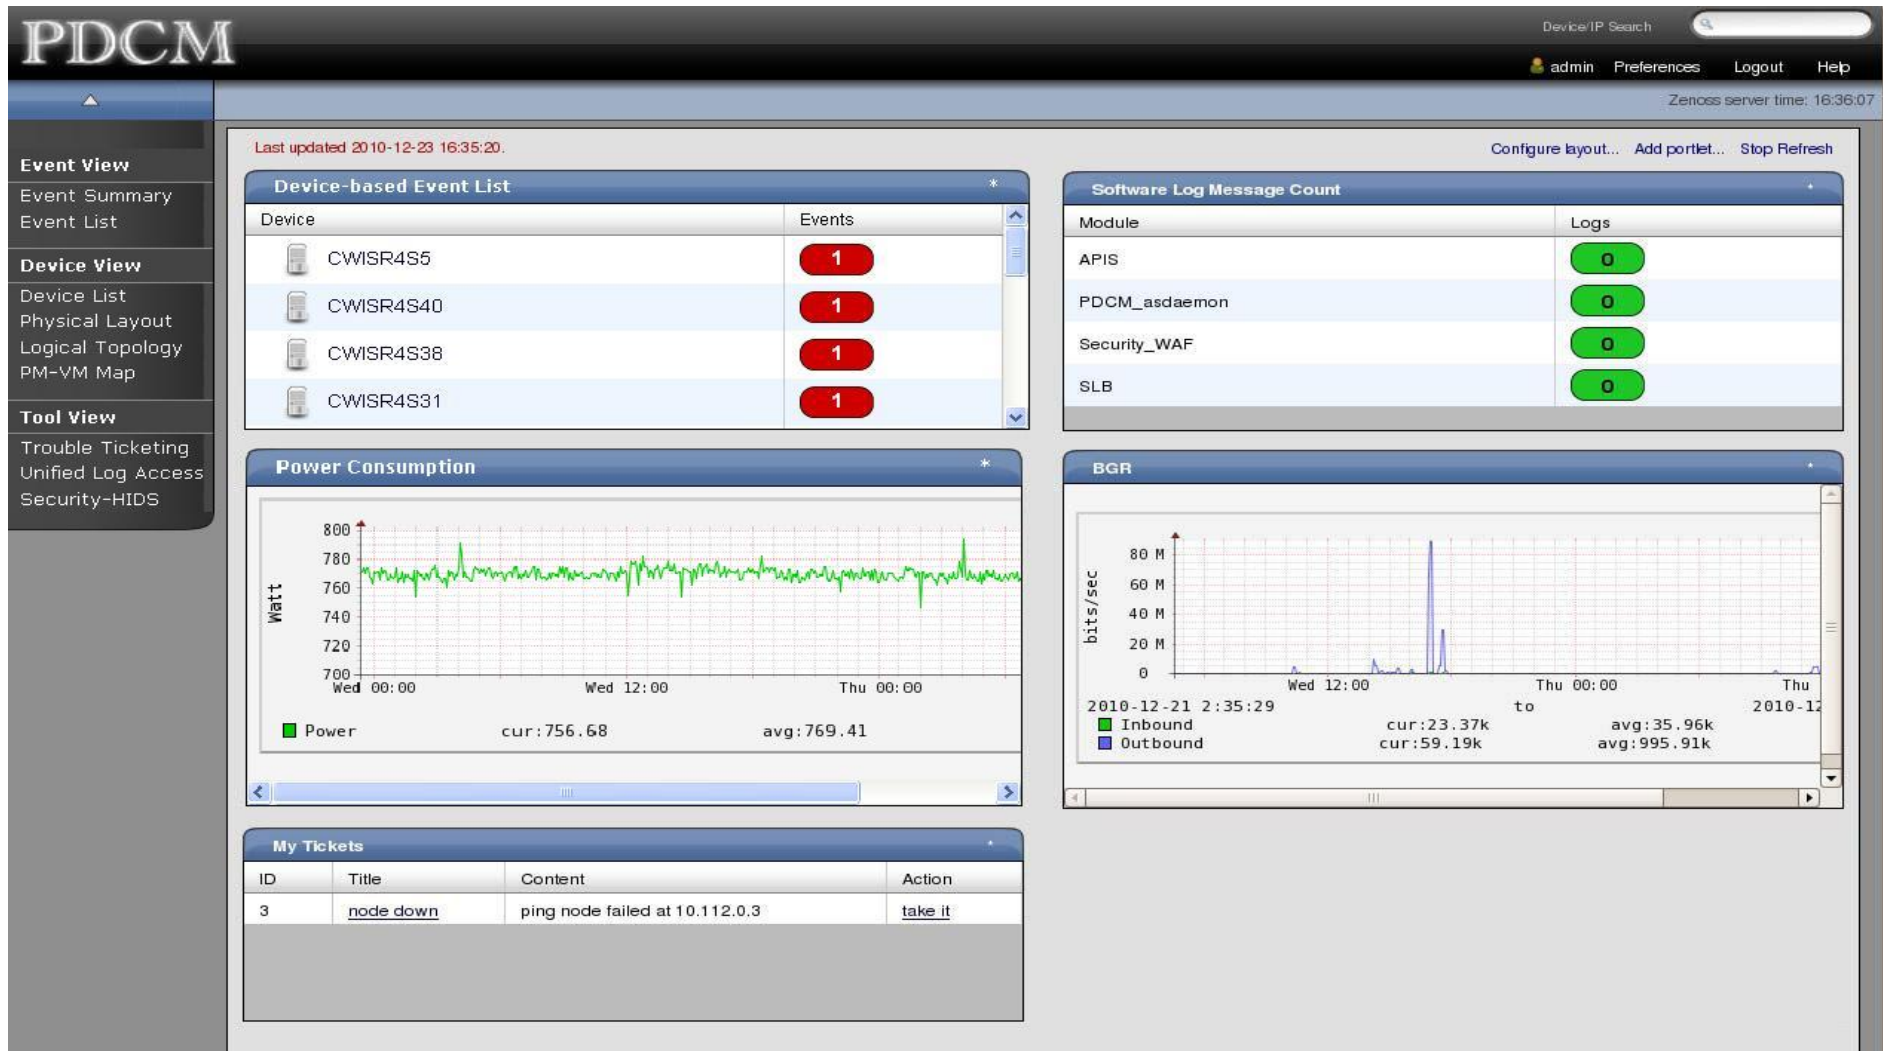 PDCM
Device/IP Search
admin Preferences Logout Help
Zenoss server time: 16:36:07
Event View
Event Summary
Event List
Device View
Device List
Physical Layout
Logical Topology
PM-VM Map
Tool View
Trouble Ticketing
Unified Log Access
Security-HIDS
Last updated 2010-12-23 16:35:20.
Configure layout... Add portlet... Stop Refresh
Device-based Event List *
Device Events
CWISR4S5 1
CWISR4S40 1
CWISR4S38 1
CWISR4S31 1
Software Log Message Count *
Module Logs
APIS 0
PDCM_asdaemon 0
Security_WAF 0
SLB 0
Power Consumption *
Watt
800
780
760
740
720
700
Wed 00:00 Wed 12:00 Thu 00:00
Power cur:756.68 avg:769.41
BGR *
bits/sec
80 M
60 M
40 M
20 M
0
Wed 12:00 Thu 00:00 Thu
2010-12-21 2:35:29 to 2010-12
Inbound cur:23.37k avg:35.96k
Outbound cur:59.19k avg:995.91k
My Tickets *
ID Title Content Action
3 node down ping node failed at 10.112.0.3 take it